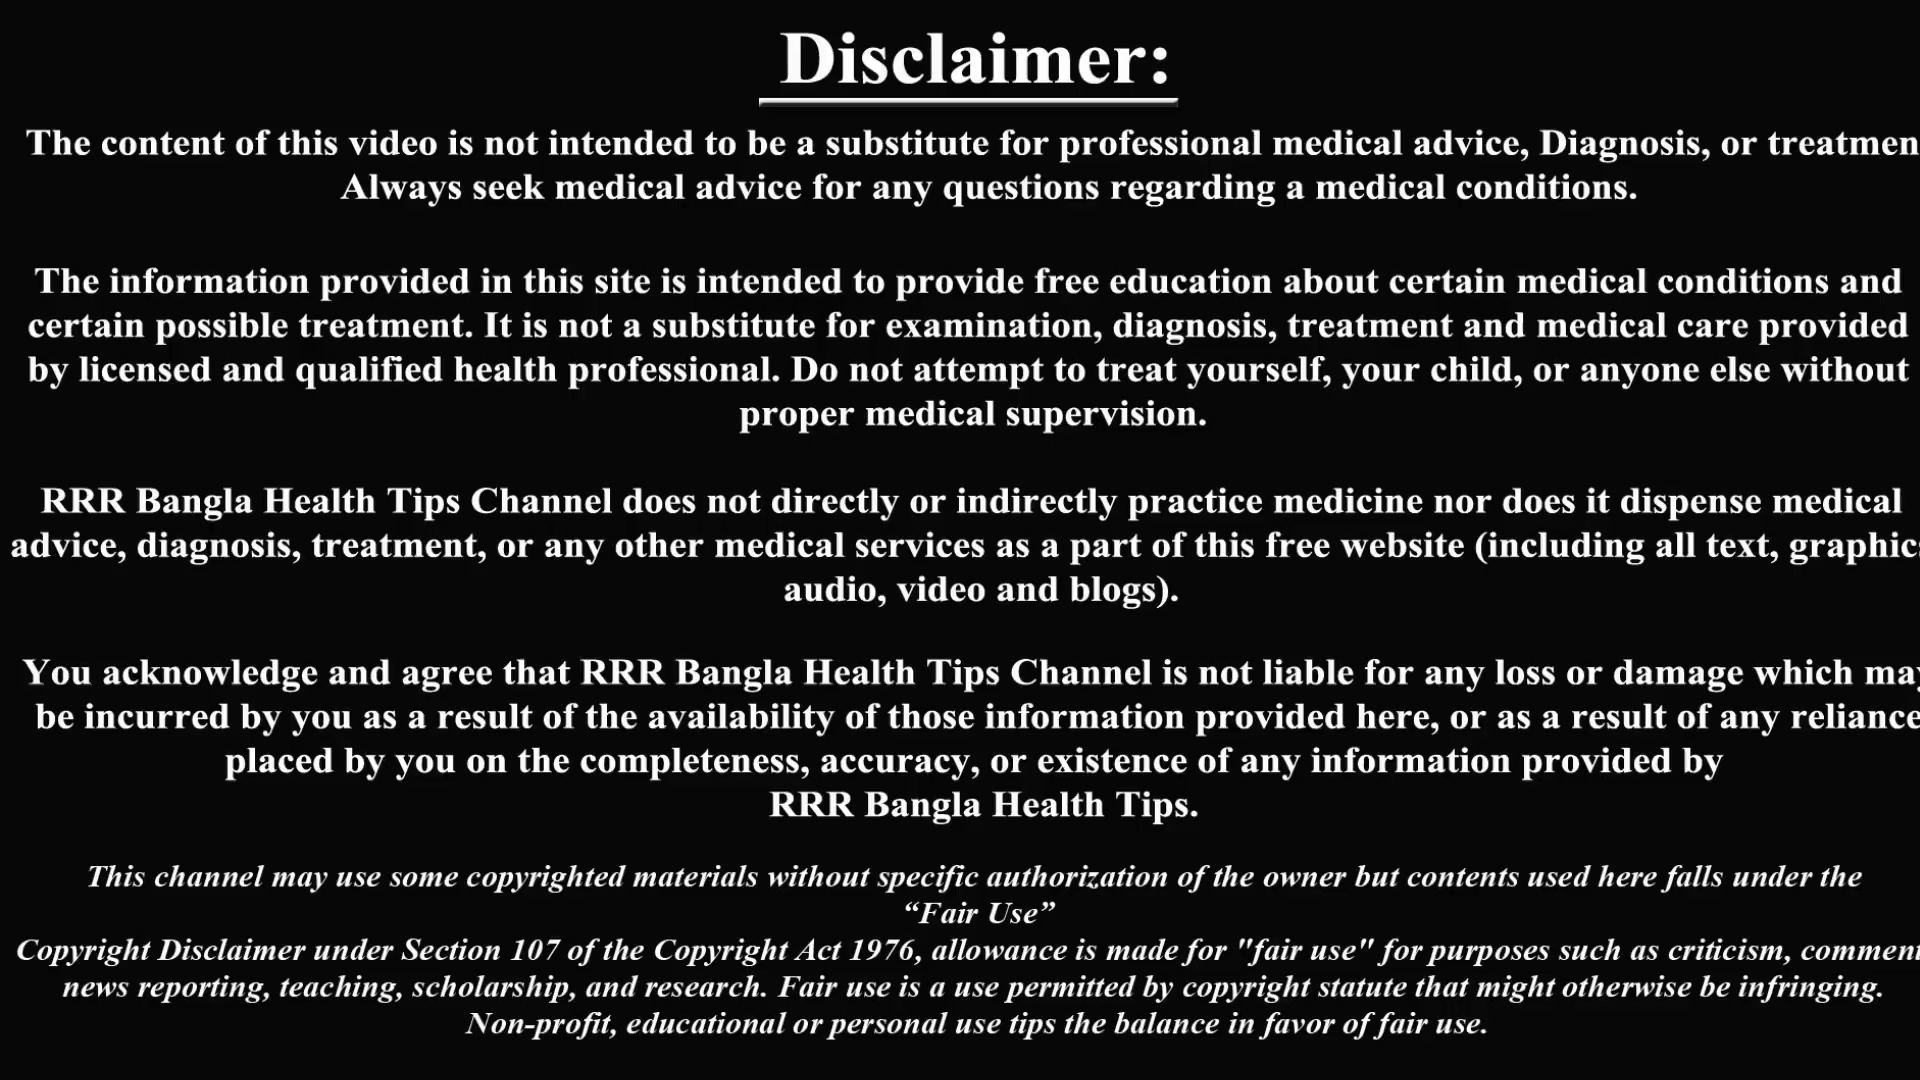 Disclaimer:
The content of this video is not intended to be a substitute for professional medical advice, Diagnosis, or treatmen
Always seek medical advice for any questions regarding a medical conditions.
The information provided in this site is intended to provide free education about certain medical conditions and
certain possible treatment. It is not a substitute for examination, diagnosis, treatment and medical care provided
by licensed and qualified health professional. Do not attempt to treat yourself, your child, or anyone else without
proper medical supervision.
RRR Bangla Health Tips Channel does not directly or indirectly practice medicine nor does it dispense medical
advice, diagnosis, treatment, or any other medical services as a part of this free website (including all text, graphics
audio, video and blogs).
You acknowledge and agree that RRR Bangla Health Tips Channel is not liable for any loss or damage which may
be incurred by you as a result of the availability of those information provided here, or as a result of any reliance
placed by you on the completeness, accuracy, or existence of any information provided by
RRR Bangla Health Tips.
This channel may use some copyrighted materials without specific authorization of the owner but contents used here falls under the
“Fair Use”
Copyright Disclaimer under Section 107 of the Copyright Act 1976, allowance is made for "fair use" for purposes such as criticism, comment
news reporting, teaching, scholarship, and research. Fair use is a use permitted by copyright statute that might otherwise be infringing.
Non-profit, educational or personal use tips the balance in favor of fair use.